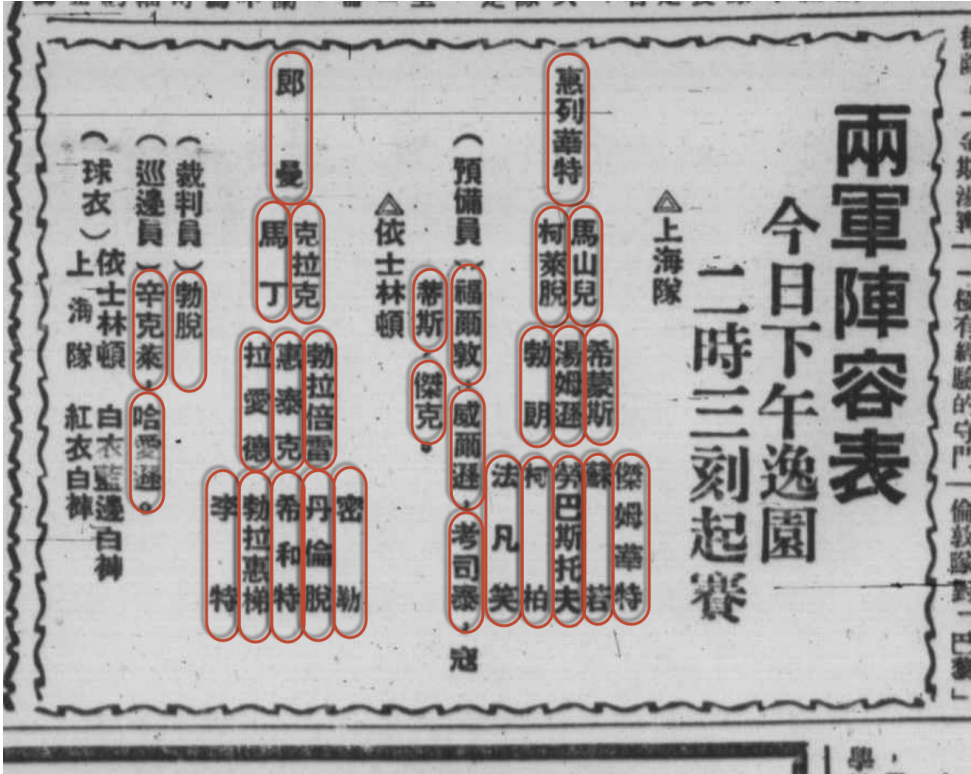 兩軍陣容表
今日下午逸園
二時三刻起賽
◬上海隊
惠列華特
馬山兒
柯萊脫
希蒙斯
湯姆遜
勃朗
傑姆華特
蘇若
勞巴斯托夫
柯柏
法凡笑
(預備員)福爾敦,威爾遜,考司泰,寇
蒂斯,傑克。
◬依士林頓
郎曼
克拉克
馬丁
勃拉倍雷
惠泰克
拉愛德
密勒
丹倫脫
希和特
勃拉惠梯
李特
(裁判員)勃脫
(巡邊員)辛克萊,哈愛遜。
(球衣)依士林頓 白衣藍邊白褲
上海隊 紅衣白褲
學